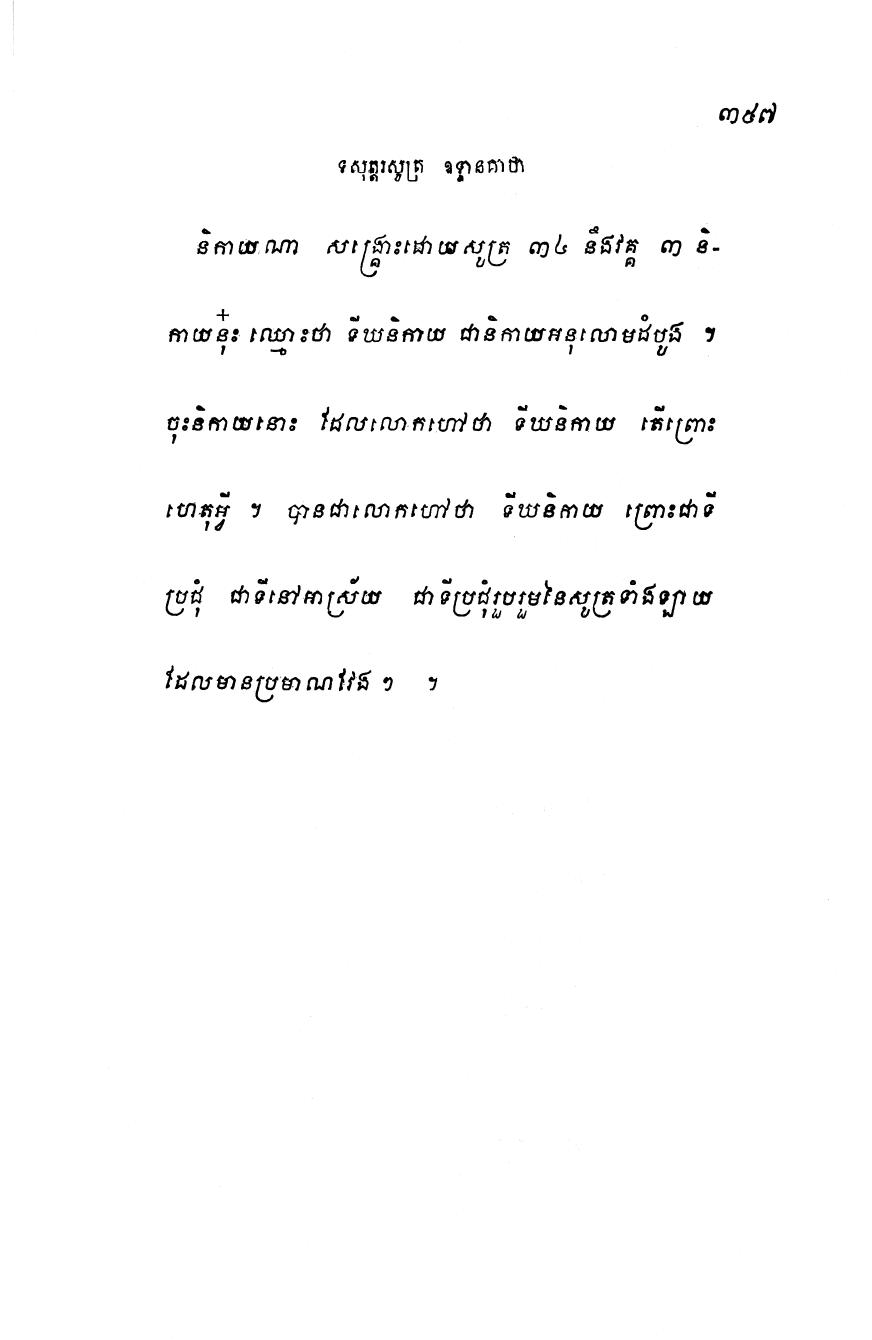 ៣៥៧
ទសុត្តរសូត្រ ឧទ្ទានគាថា
និកាយណា សង្គ្រោះដោយសូត្រ ៣៤ នឹងវគ្គ ៣ និ-
កាយនុ៎ះ ឈ្មោះថា ទីឃនិកាយ ជានិកាយអនុលោមដំបូង ។
ចុះនិកាយនោះ ដែលលោកហៅថា ទីឃនិកាយ តើព្រោះ
ហេតុអ្វី ។ បានជាលោកហៅថា ទីឃនិកាយ ព្រោះជាទី
ប្រជុំ ជាទីនៅអាស្រ័យ ជាទីប្រជុំរួបរួមនៃសូត្រទាំងឡាយ
ដែលមានប្រមាណវែង ៗ ។